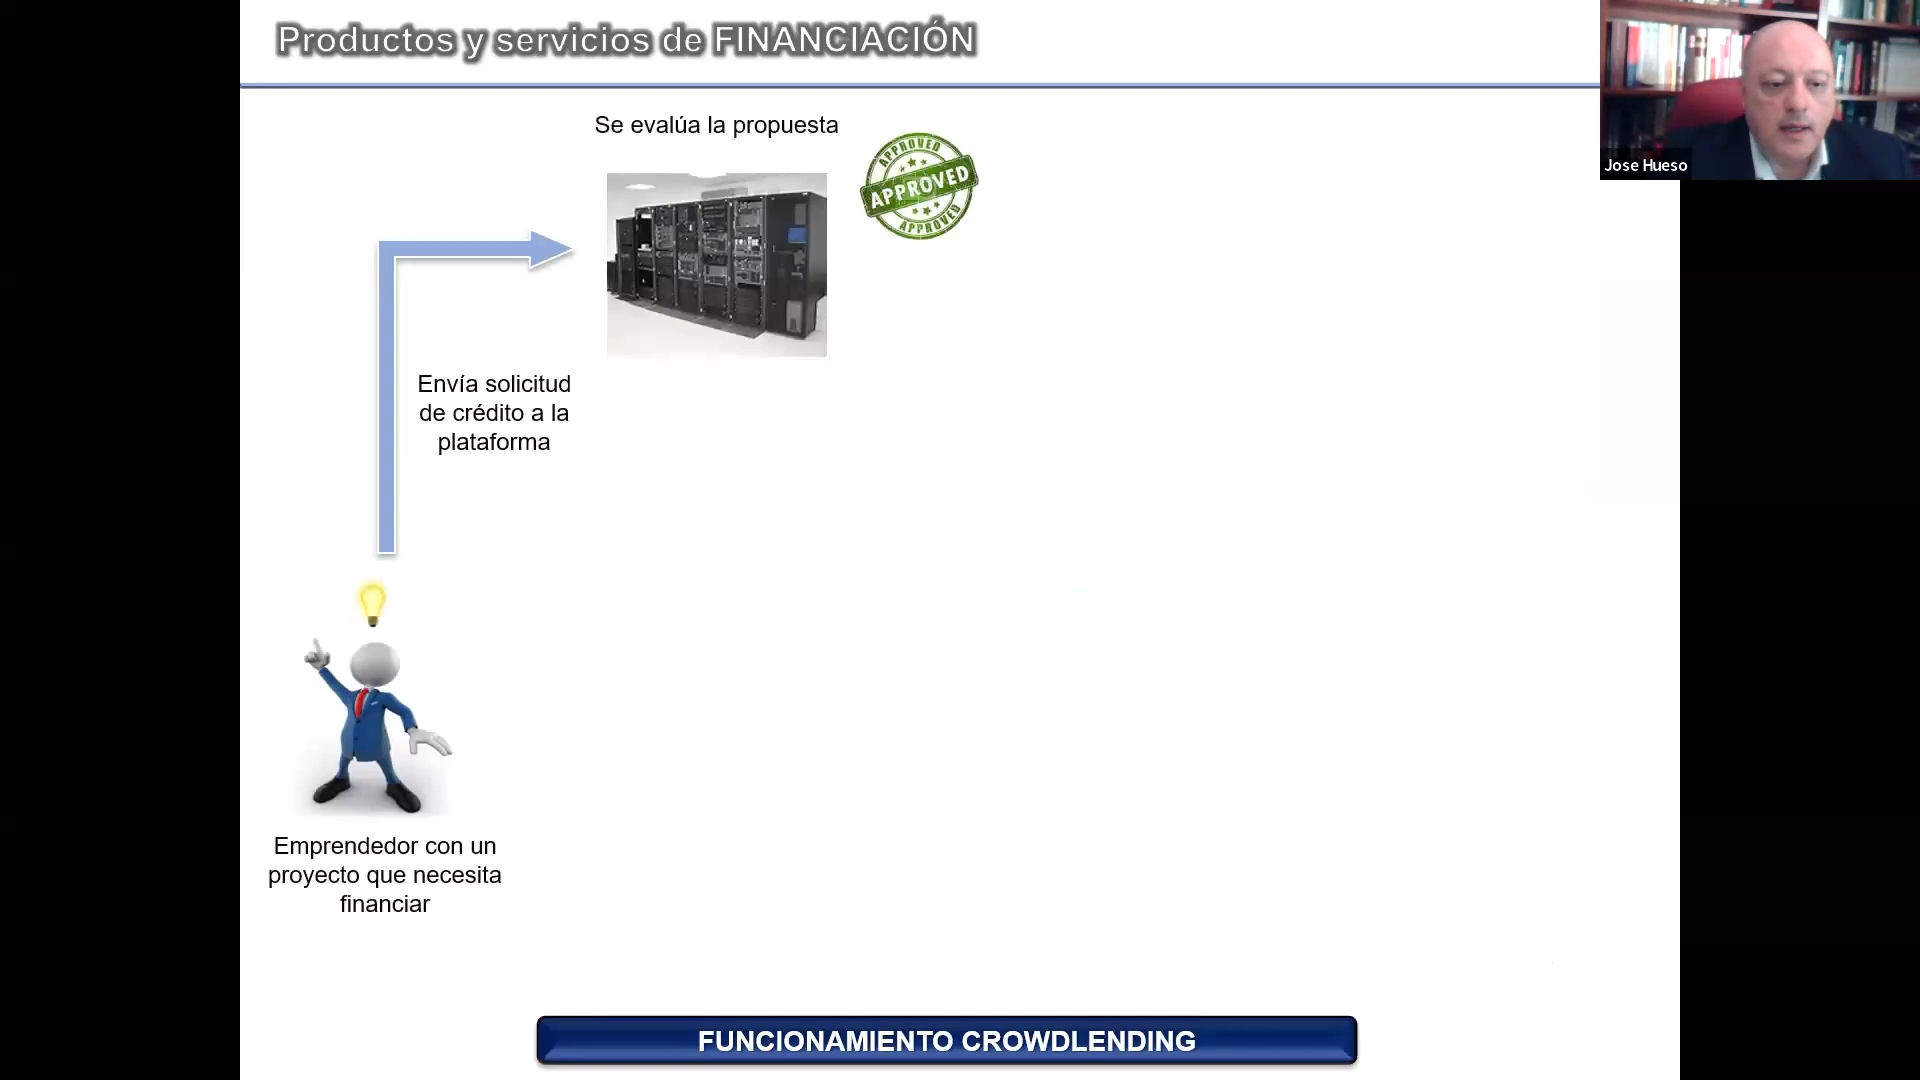 Productos y servicios de FINANCIACIÓN
Jose Hueso
Se evalúa la propuesta
APPROVED
APPROVED
APPROVED
Envía solicitud
de crédito a la
plataforma
Emprendedor con un
proyecto que necesita
financiar
FUNCIONAMIENTO CROWDLENDING